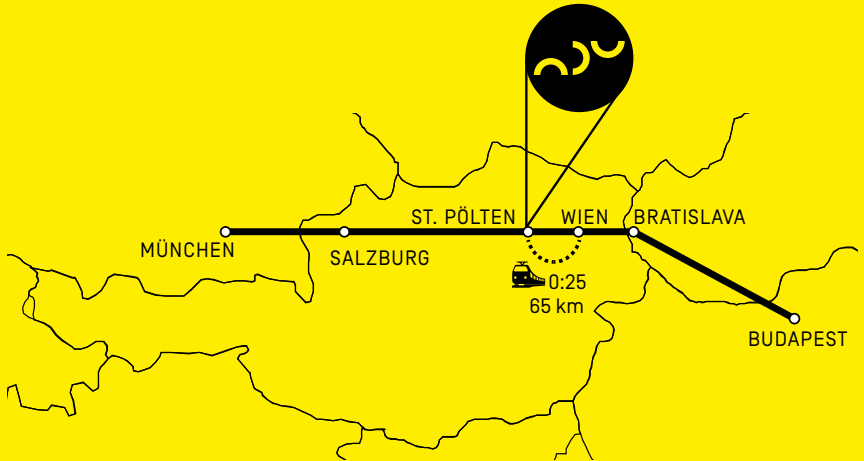 ST. PÖLTEN
WIEN
BRATISLAVA
MÜNCHEN
SALZBURG
0:25
65 km
BUDAPEST